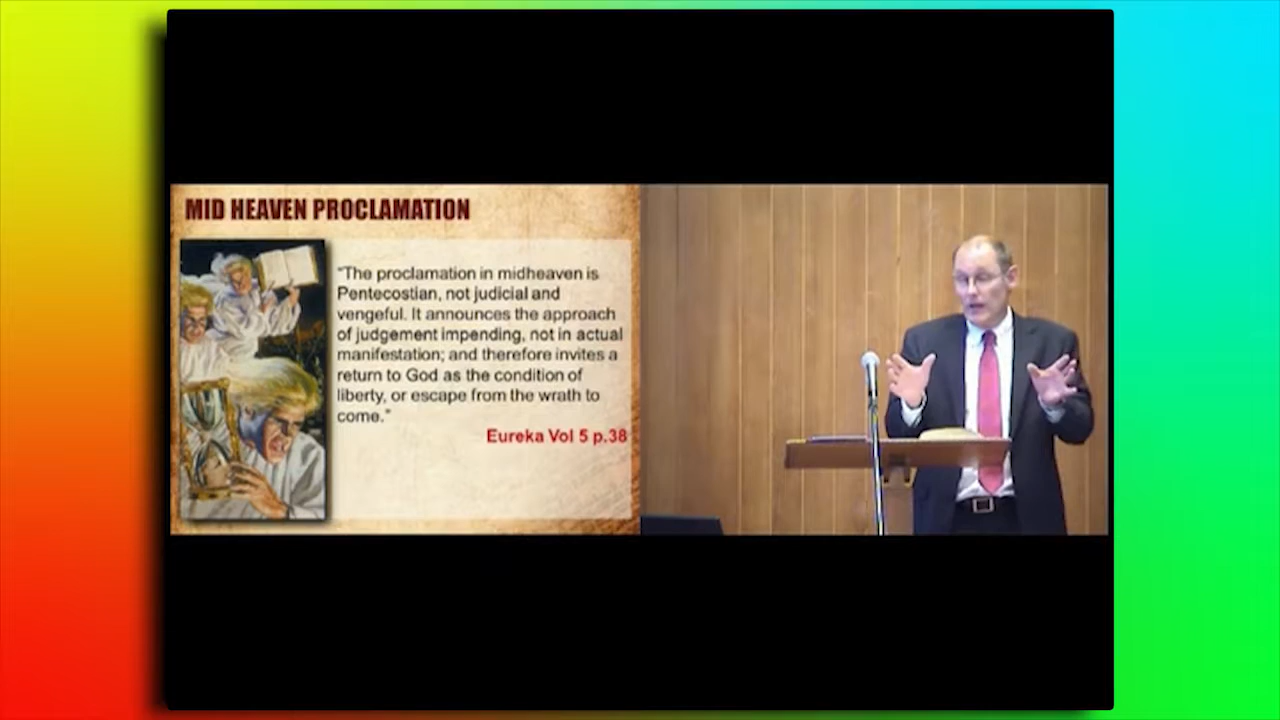 MID HEAVEN PROCLAMATION
"The proclamation in midheaven is
Pentecostian, not judicial and
vengeful. It announces the approach
of judgement impending, not in actual
manifestation; and therefore invites a
return to God as the condition of
liberty, or escape from the wrath to
come."
Eureka Vol 5 p.38